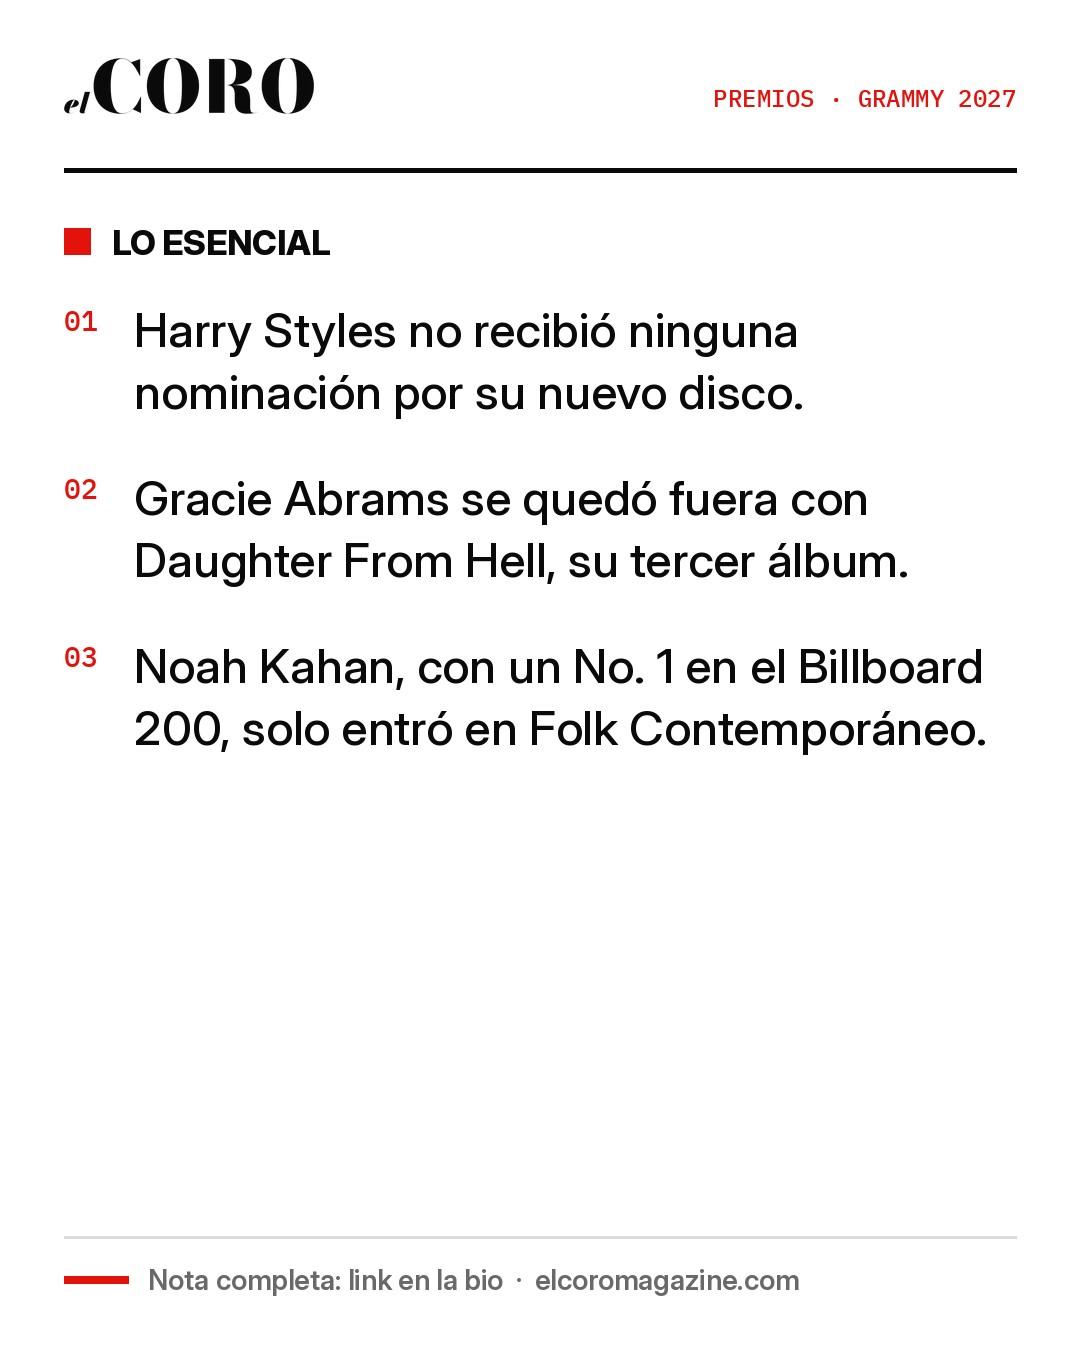 el CORO
PREMIOS · GRAMMY 2027
LO ESENCIAL
01 Harry Styles no recibió ninguna
nominación por su nuevo disco.
02 Gracie Abrams se quedó fuera con
Daughter From Hell, su tercer álbum.
03 Noah Kahan, con un No. 1 en el Billboard
200, solo entró en Folk Contemporáneo.
Nota completa: link en la bio · elcoromagazine.com